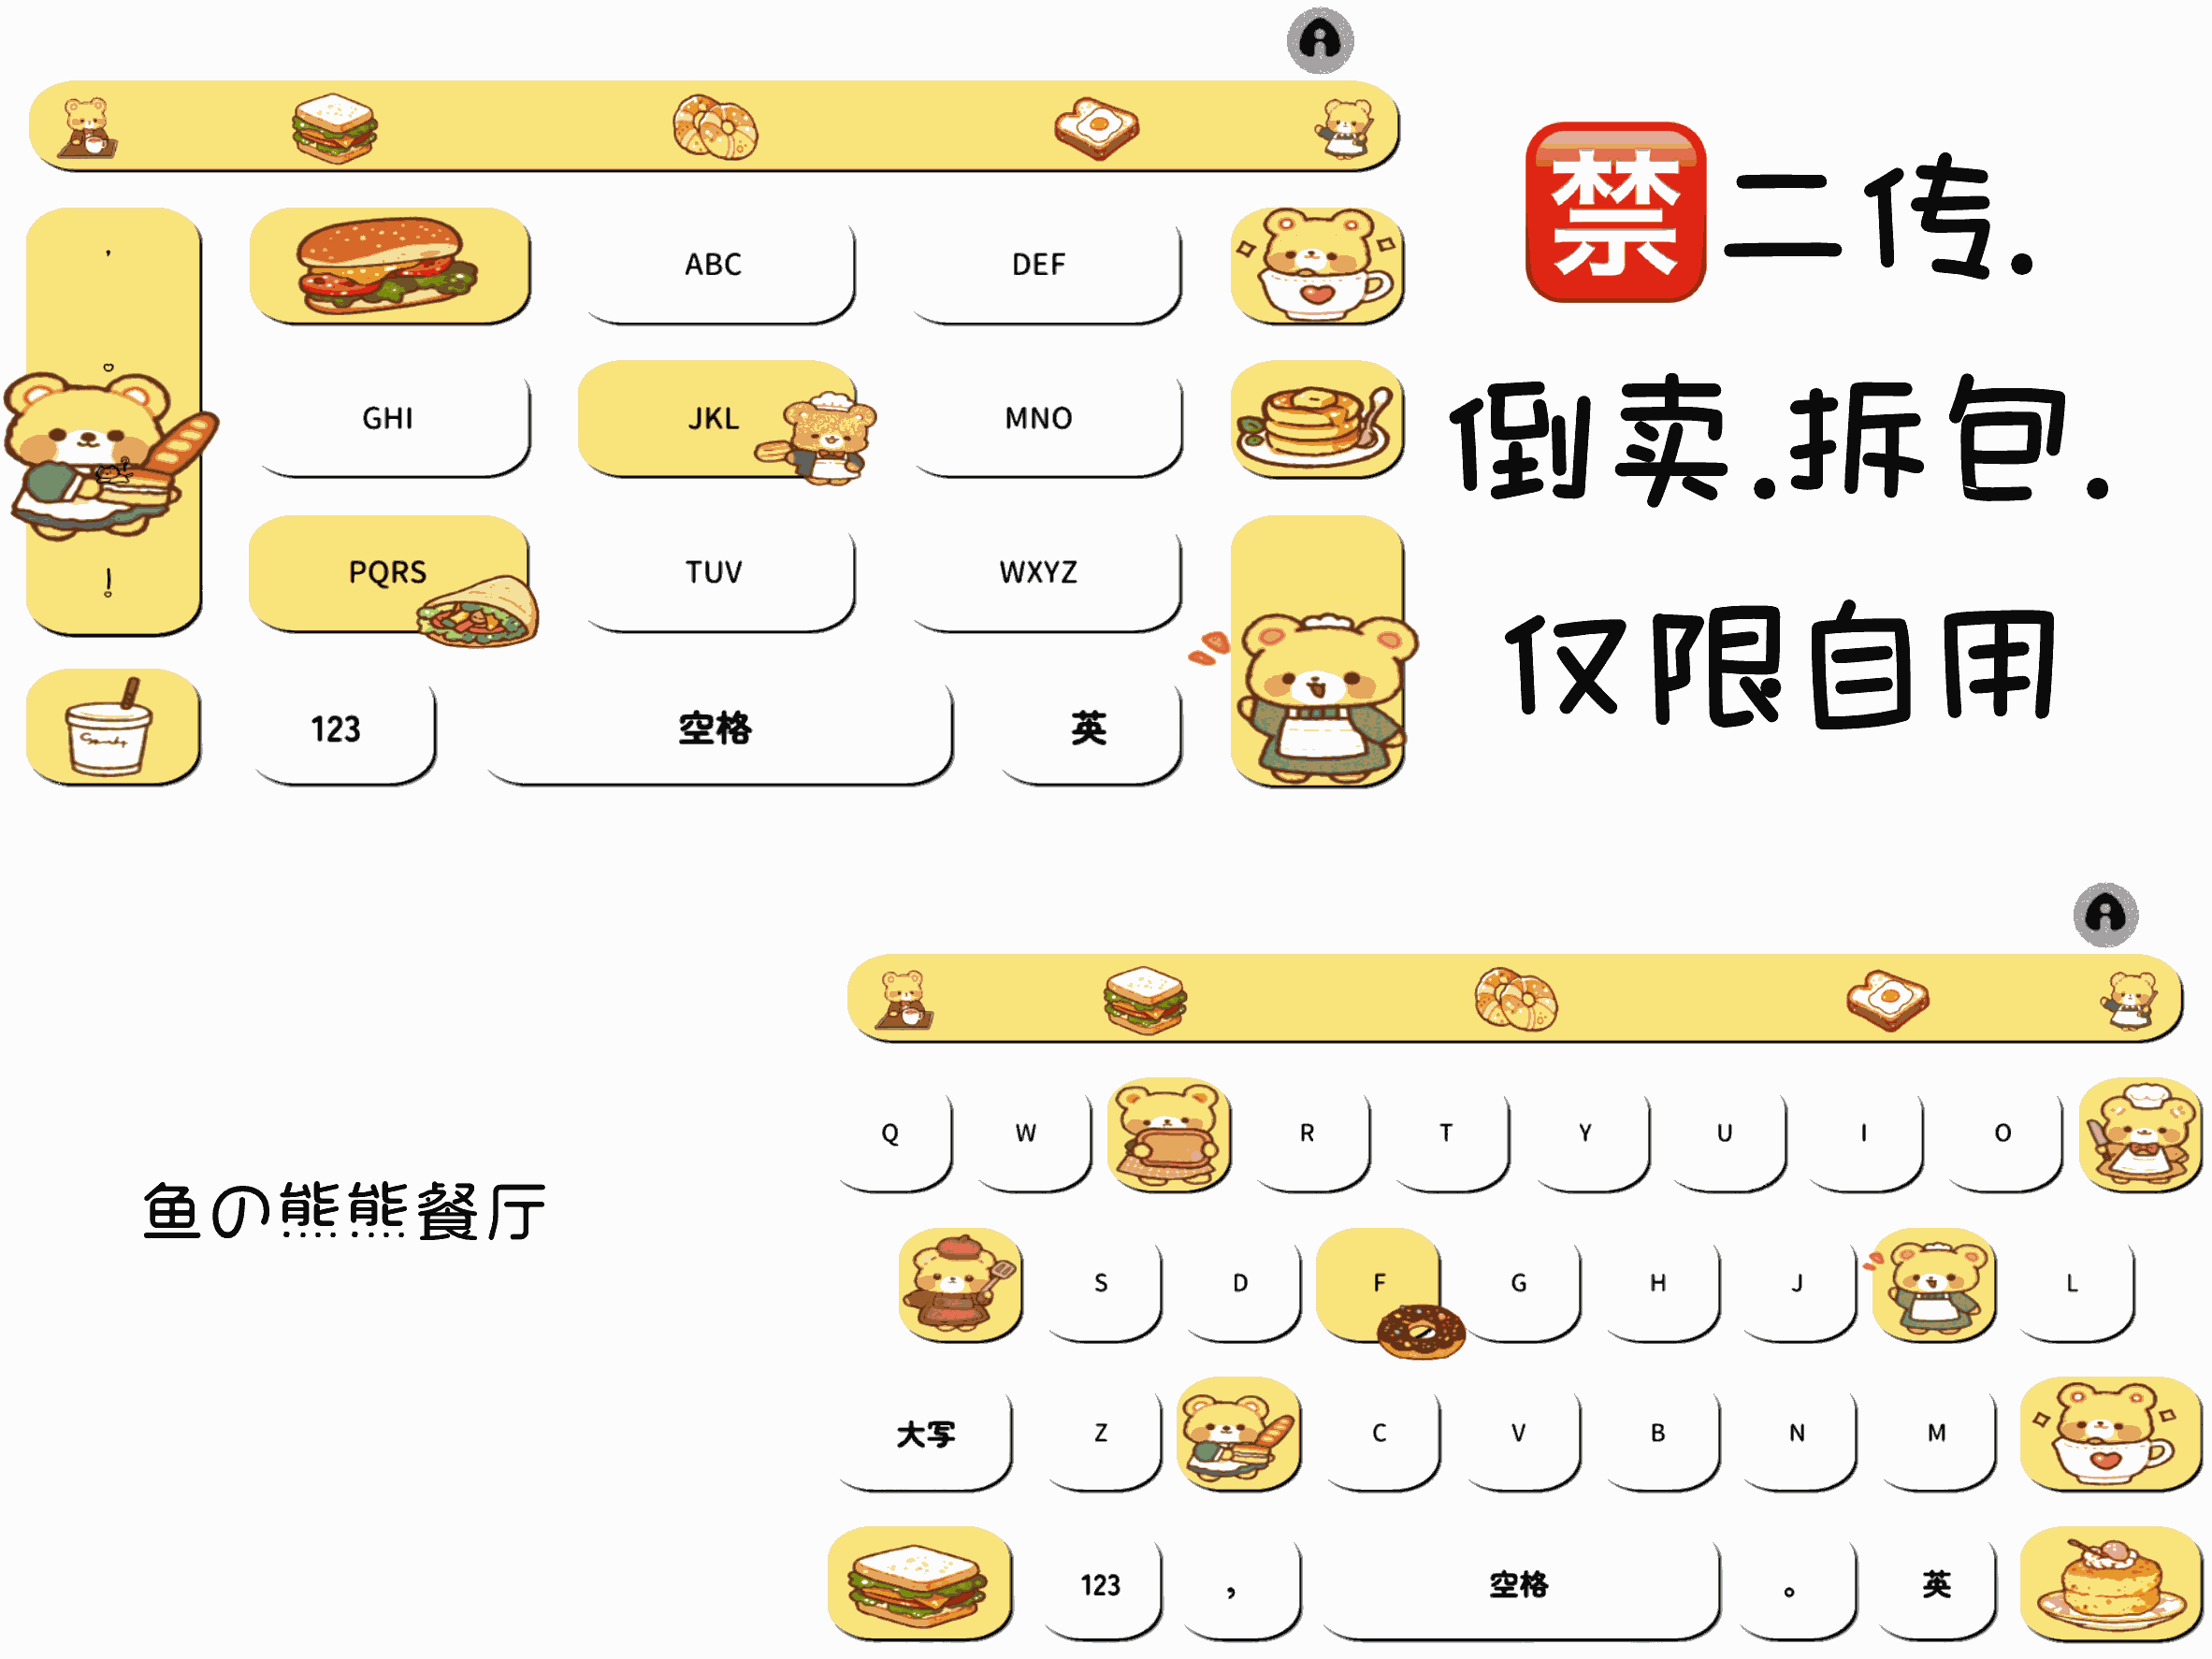 禁二传.
，
ABC
DEF
倒卖.拆包.
GHI
JKL
MNO
仅限自用
PQRS
TUV
WXYZ
！
123
空格
英
鱼の熊熊餐厅
Q W R T Y U I O
S D F G H J L
大写 Z C V B N M
123 , 空格 。 英